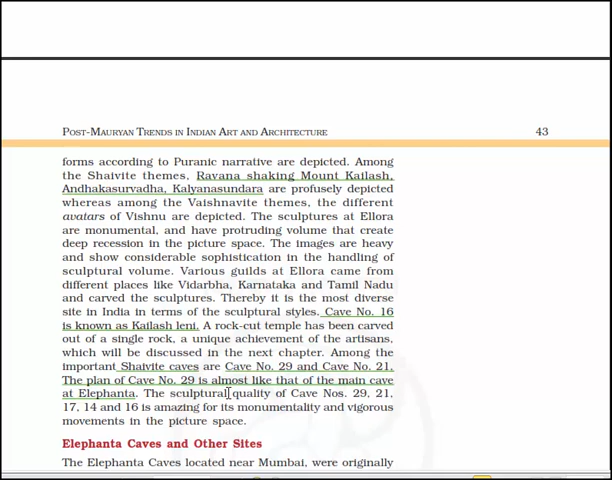 POST-MAURYAN TRENDS IN INDIAN ART AND ARCHITECTURE 43
forms according to Puranic narrative are depicted. Among
the Shaivite themes, Ravana shaking Mount Kailash,
Andhakasurvadha, Kalyanasundara are profusely depicted
whereas among the Vaishnavite themes, the different
avatars of Vishnu are depicted. The sculptures at Ellora
are monumental, and have protruding volume that create
deep recession in the picture space. The images are heavy
and show considerable sophistication in the handling of
sculptural volume. Various guilds at Ellora came from
different places like Vidarbha, Karnataka and Tamil Nadu
and carved the sculptures. Thereby it is the most diverse
site in India in terms of the sculptural styles. Cave No. 16
is known as Kailash leni. A rock-cut temple has been carved
out of a single rock, a unique achievement of the artisans,
which will be discussed in the next chapter. Among the
important Shaivite caves are Cave No. 29 and Cave No. 21.
The plan of Cave No. 29 is almost like that of the main cave
at Elephanta. The sculptural quality of Cave Nos. 29, 21,
17, 14 and 16 is amazing for its monumentality and vigorous
movements in the picture space.
Elephanta Caves and Other Sites
The Elephanta Caves located near Mumbai, were originally